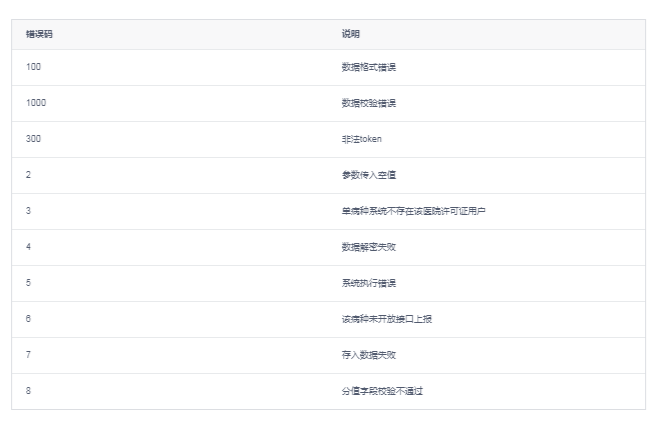 错误码 说明
100 数据格式错误
1000 数据校验错误
300 非法token
2 参数传入空值
3 单病种系统不存在该医院许可证用户
4 数据解密失败
5 系统执行错误
6 该病种未开放接口上报
7 存入数据失败
8 分值字段校验不通过